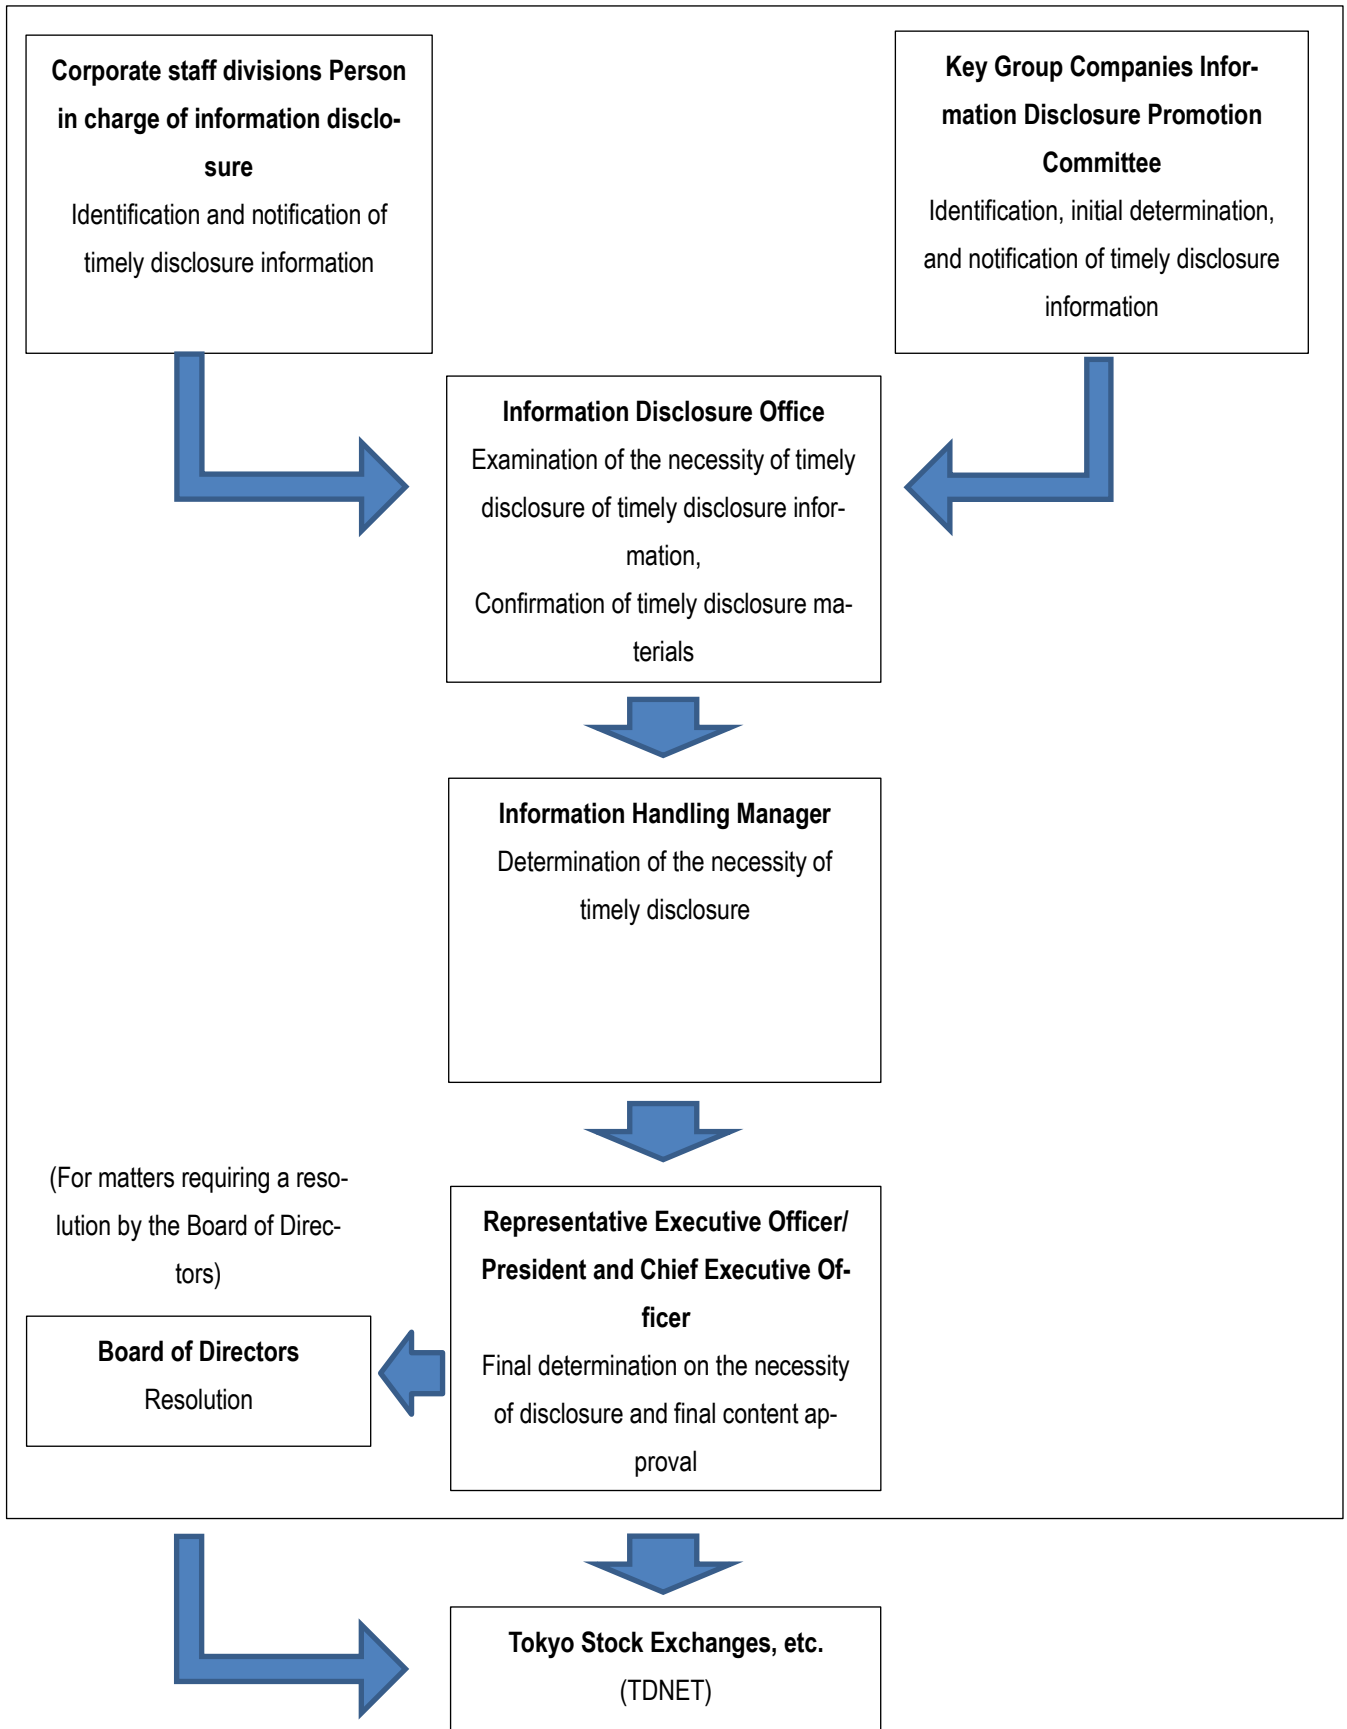 Corporate staff divisions Person
in charge of information disclo-
sure
Identification and notification of
timely disclosure information
Key Group Companies Infor-
mation Disclosure Promotion
Committee
Identification, initial determination,
and notification of timely disclosure
information
Information Disclosure Office
Examination of the necessity of timely
disclosure of timely disclosure infor-
mation,
Confirmation of timely disclosure ma-
terials
Information Handling Manager
Determination of the necessity of
timely disclosure
(For matters requiring a reso-
lution by the Board of Direc-
tors)
Board of Directors
Resolution
Representative Executive Officer/
President and Chief Executive Of-
ficer
Final determination on the necessity
of disclosure and final content ap-
proval
Tokyo Stock Exchanges, etc.
(TDNET)